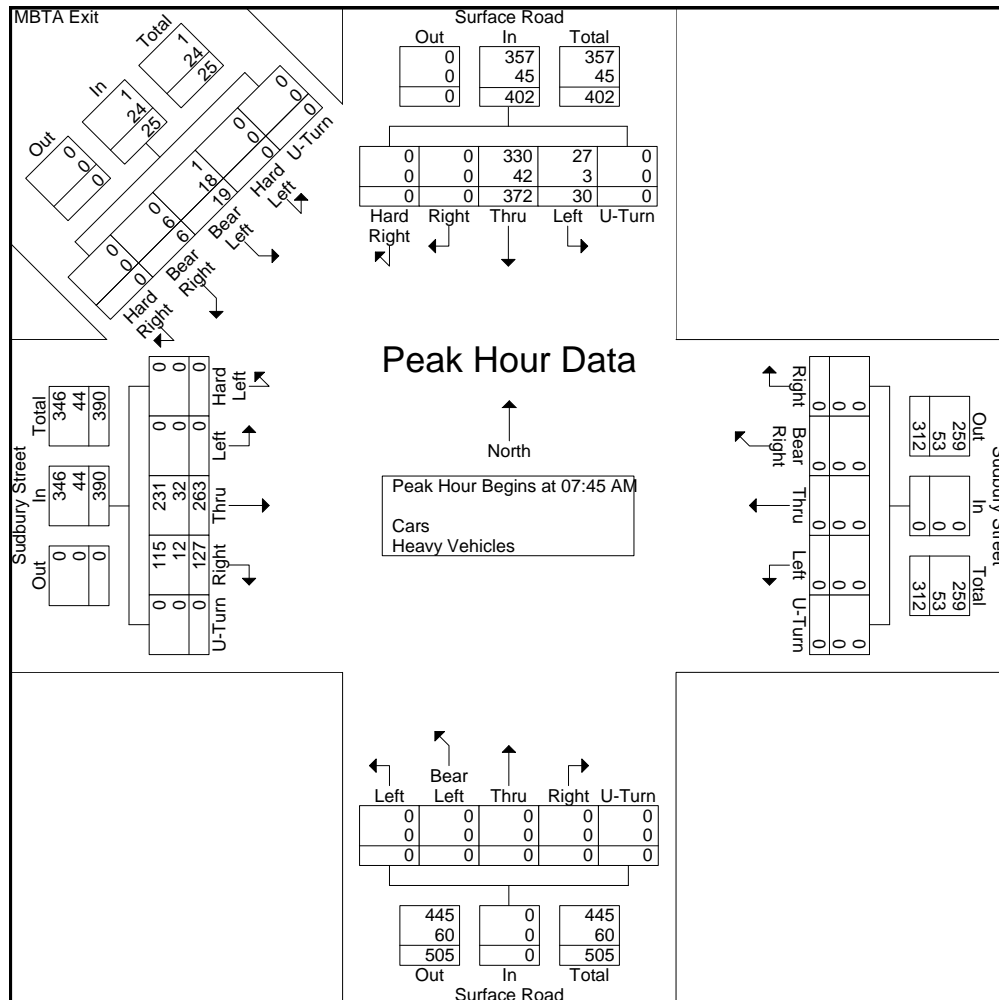 MBTA Exit
Total
1
24
25
In
1
24
25
Out
0
0
0
0
0
0
U-Turn
0
0
0
Hard
Left
1
18
19
Bear
Left
0
6
6
Bear
Right
0
0
0
Hard
Right
Surface Road
Out In Total
0 357 357
0 45 45
0 402 402
0 0 330 27 0
0 0 42 3 0
0 0 372 30 0
Hard
Right Right Thru Left U-Turn
Peak Hour Data
North
Peak Hour Begins at 07:45 AM
Cars
Heavy Vehicles
Sudbury Street
Out In Total
0 346 346
0 44 44
0 390 390
0 115 231 0 0
0 12 32 0 0
0 127 263 0 0
U-Turn Right Thru Left Hard
Left
Sudbury Street
Out In Total
259 0 259
53 0 53
312 0 312
Right Bear
Right Thru Left U-Turn
0 0 0 0 0
0 0 0 0 0
0 0 0 0 0
Left Bear
Left Thru Right U-Turn
0 0 0 0 0
0 0 0 0 0
0 0 0 0 0
445 0 445
60 0 60
505 0 505
Out In Total
Surface Road